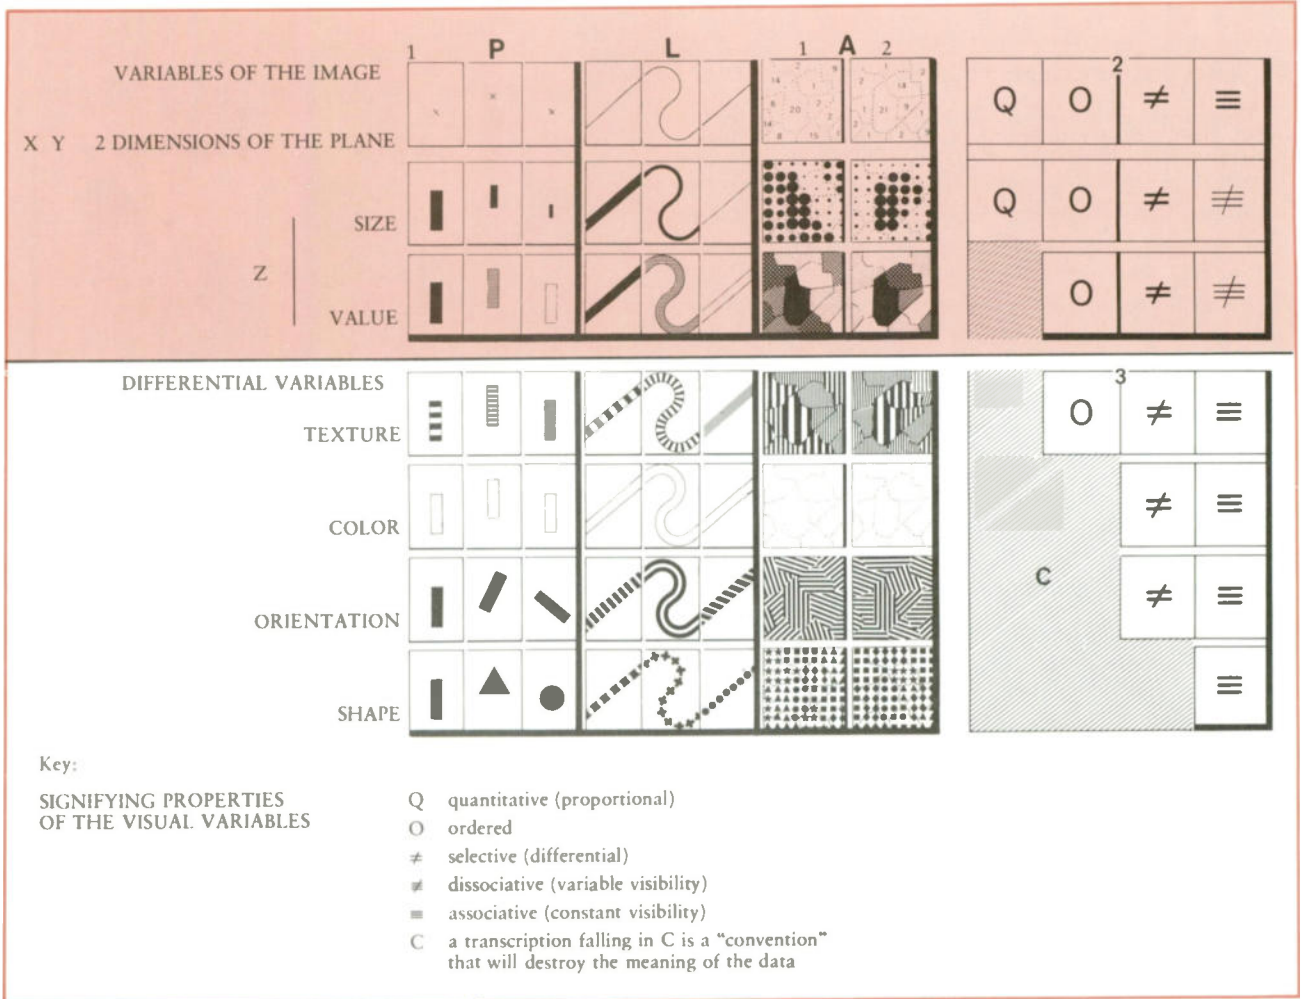 1 P L 1 A 2
VARIABLES OF THE IMAGE
2
Q O ≠ ≡
X Y 2 DIMENSIONS OF THE PLANE
SIZE
Q O ≠ ≢
Z
VALUE
O ≠ ≢
DIFFERENTIAL VARIABLES
3
TEXTURE
O ≠ ≡
COLOR
≠ ≡
C
ORIENTATION
≠ ≡
SHAPE
≡
Key:
SIGNIFYING PROPERTIES
OF THE VISUAL VARIABLES
Q quantitative (proportional)
O ordered
≠ selective (differential)
≢ dissociative (variable visibility)
≡ associative (constant visibility)
C a transcription falling in C is a "convention"
that will destroy the meaning of the data